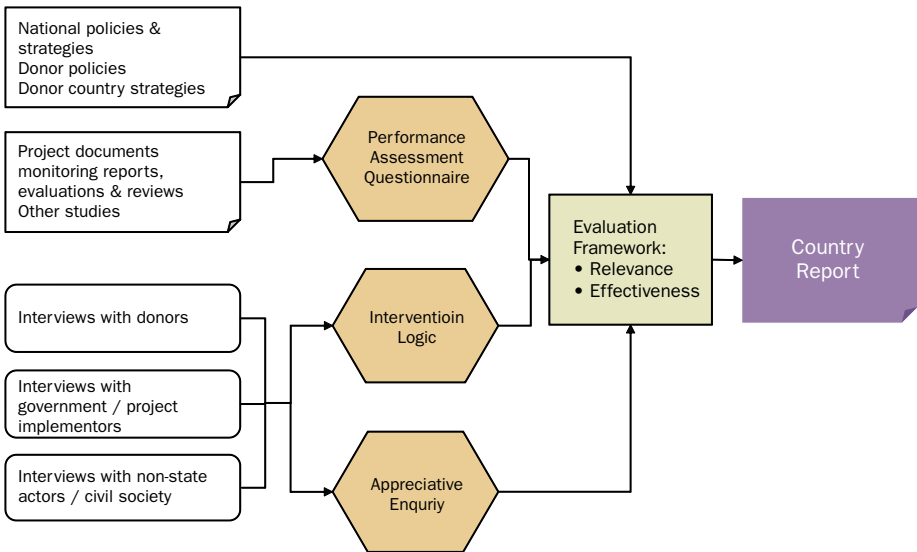 National policies &
strategies
Donor policies
Donor country strategies
Project documents
monitoring reports,
evaluations & reviews
Other studies
Interviews with donors
Interviews with
government / project
implementors
Interviews with non-state
actors / civil society
Performance
Assessment
Questionnaire
Interventioin
Logic
Appreciative
Enquriy
Evaluation
Framework:
• Relevance
• Effectiveness
Country
Report